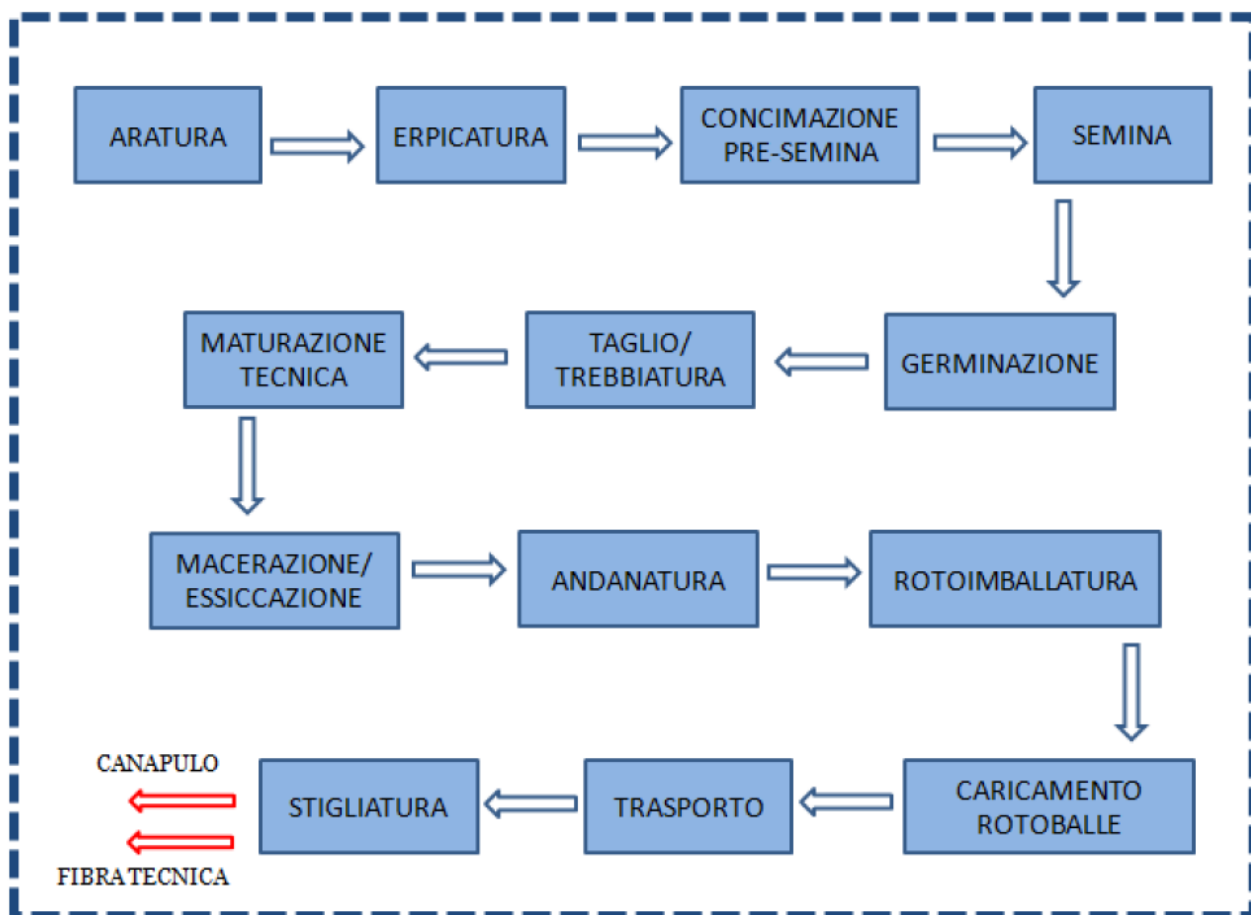 ARATURA
ERPICATURA
CONCIMAZIONE
PRE-SEMINA
SEMINA
GERMINAZIONE
TAGLIO/
TREBBIATURA
MATURAZIONE
TECNICA
MACERAZIONE/
ESSICCAZIONE
ANDANATURA
ROTOIMBALLATURA
CARICAMENTO
ROTOBALLE
TRASPORTO
STIGLIATURA
CANAPULO
FIBRATECNICA